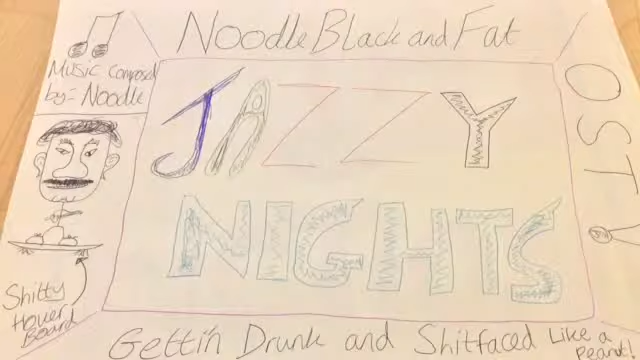 Noodle Black and Fat
Music Composed
by:- Noodle
JAZZY
NIGHTS
OST
Shitty
Hover
Board
Gettin Drunk and Shitfaced Like a
Peanut!